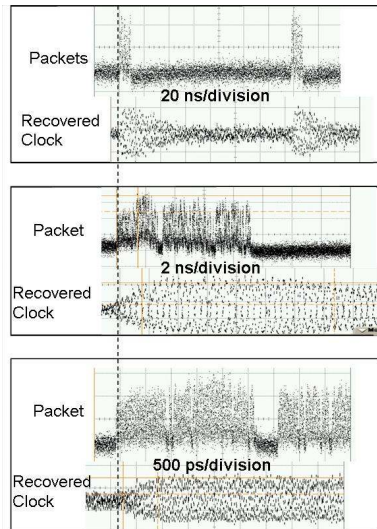 Packets
20 ns/division
Recovered
Clock
Packet
2 ns/division
Recovered
Clock
Packet
500 ps/division
Recovered
Clock